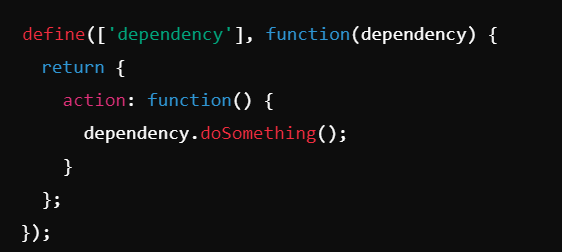 define(['dependency'], function(dependency) {
  return {
    action: function() {
      dependency.doSomething();
    }
  };
});